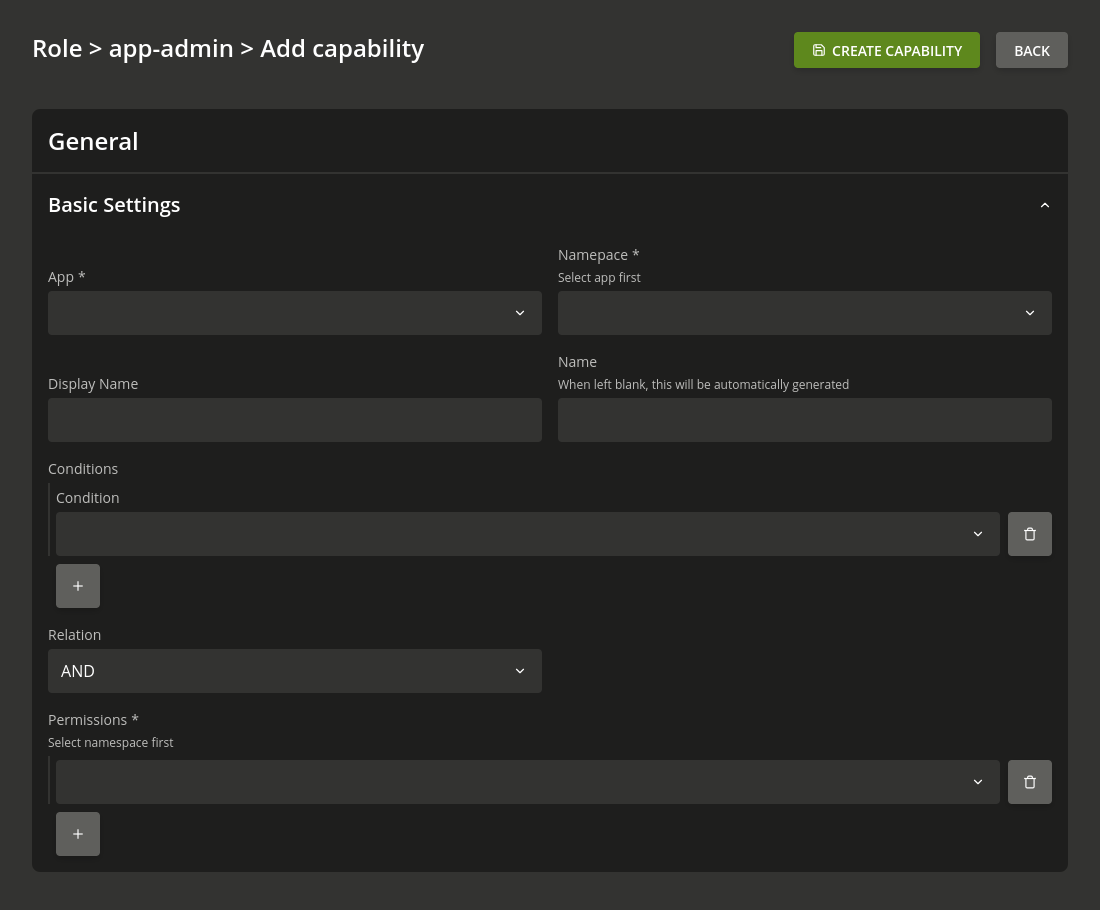 Role > app-admin > Add capability
CREATE CAPABILITY
BACK
General
Basic Settings
App *
Namepace *
Select app first
Display Name
Name
When left blank, this will be automatically generated
Conditions
Condition
Relation
AND
Permissions *
Select namespace first